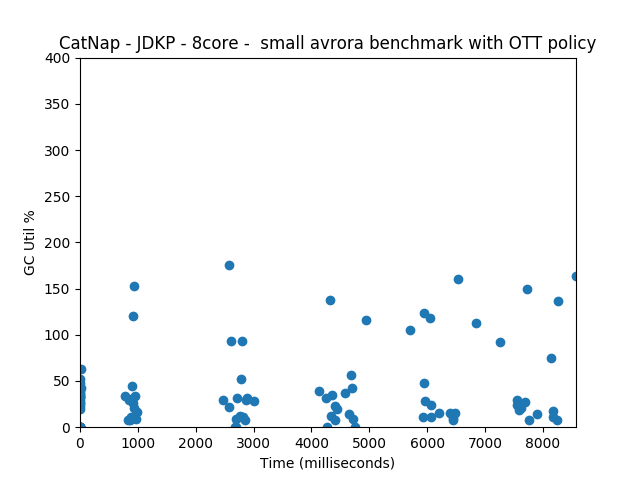 CatNap - JDKP - 8core -  small avrora benchmark with OTT policy
400
350
300
250
200
150
100
50
0
GC Util %
0 1000 2000 3000 4000 5000 6000 7000 8000
Time (milliseconds)